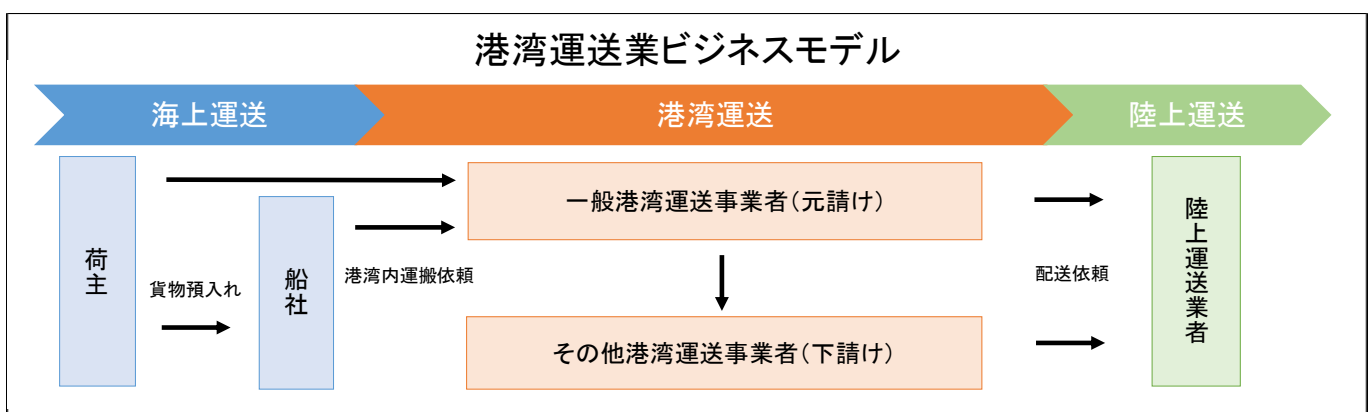 港湾運送業ビジネスモデル
海上運送
港湾運送
陸上運送
荷主
貨物預入れ
船社
港湾内運搬依頼
一般港湾運送事業者(元請け)
その他港湾運送事業者(下請け)
配送依頼
陸上運送業者